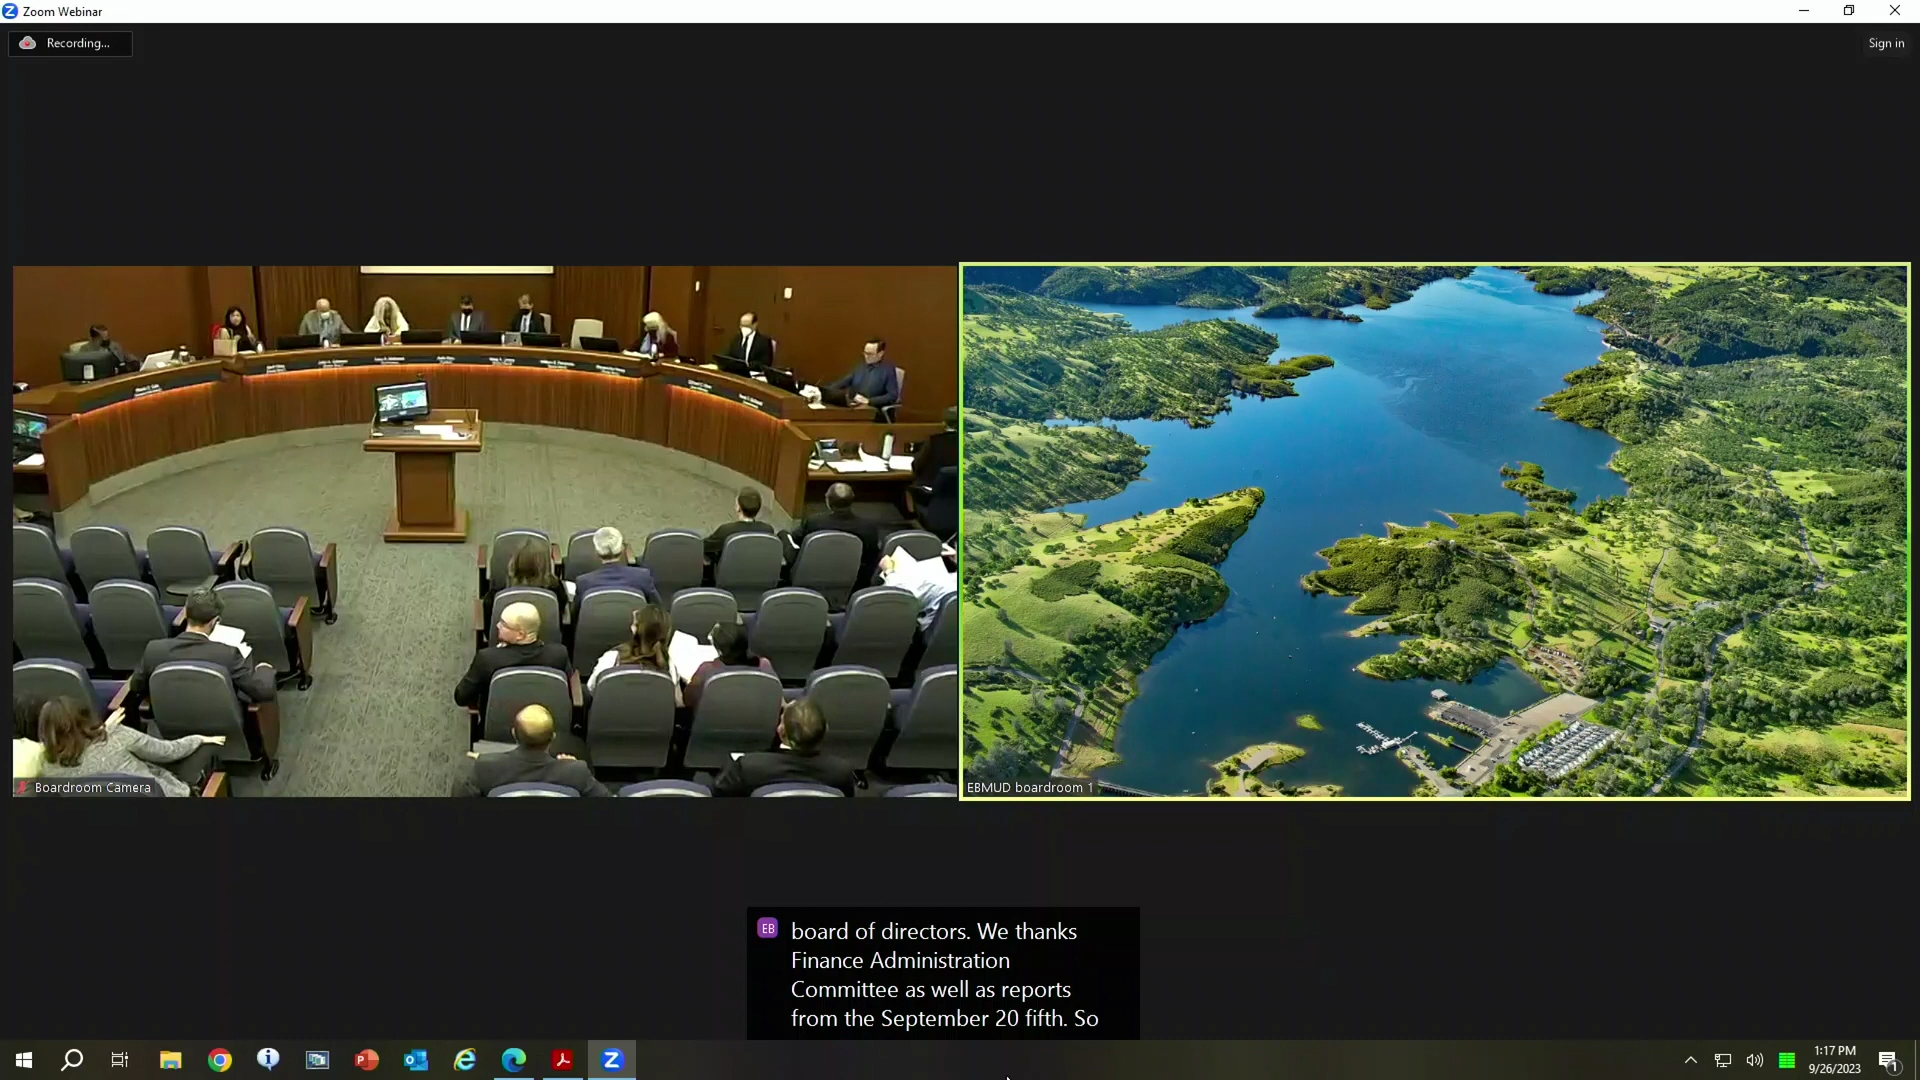 Zoom Webinar
Recording...
Sign in
Boardroom Camera
EBMUD boardroom 1
EB
board of directors. We thanks
Finance Administration
Committee as well as reports
from the September 20 fifth. So
1:17 PM
9/26/2023
1